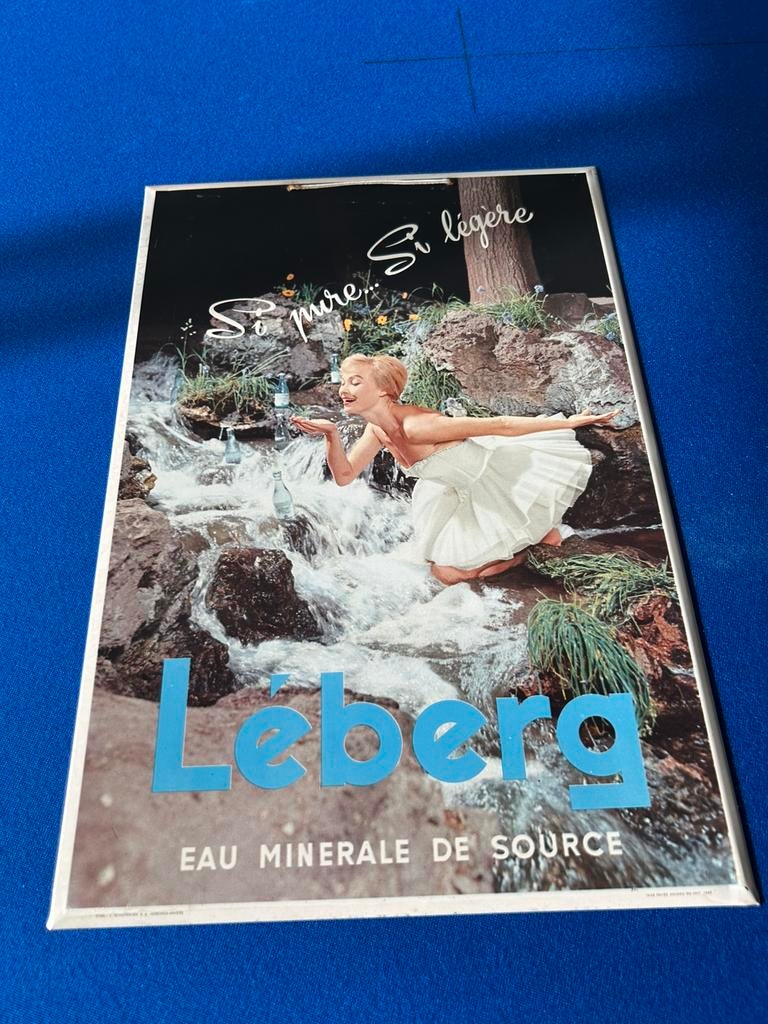 Si pure... Si légère
Léberg
EAU MINERALE DE SOURCE